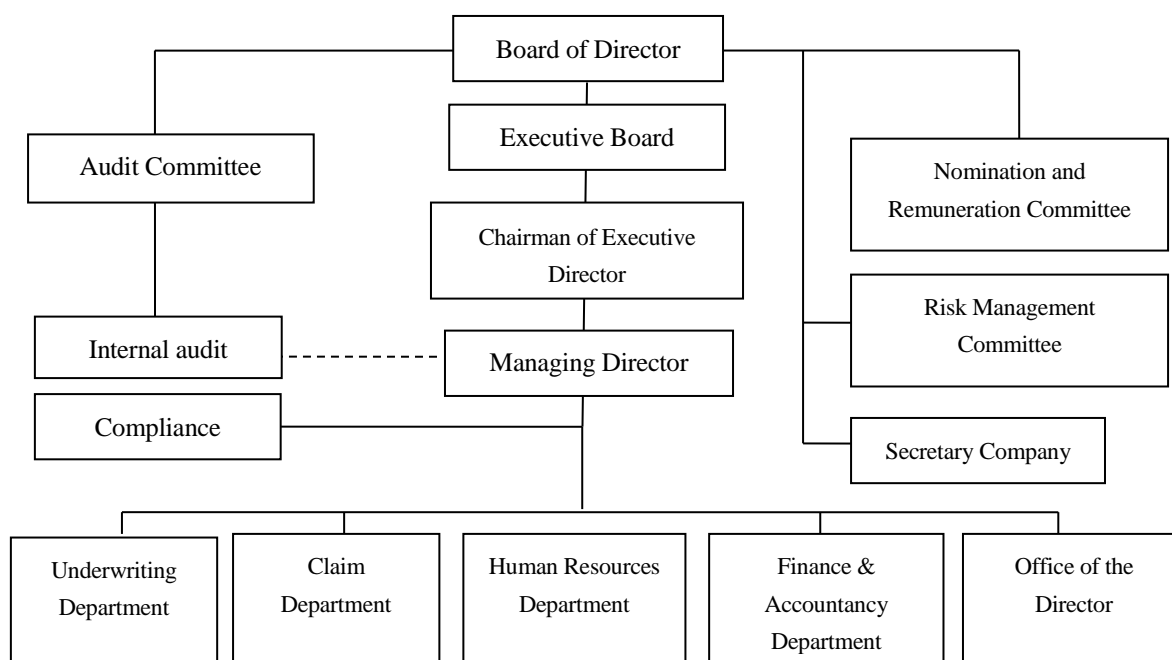 Board of Director
Executive Board
Audit Committee
Nomination and
Remuneration Committee
Chairman of Executive
Director
Risk Management
Committee
Internal audit
Managing Director
Compliance
Secretary Company
Underwriting
Department
Claim
Department
Human Resources
Department
Finance &
Accountancy
Department
Office of the
Director